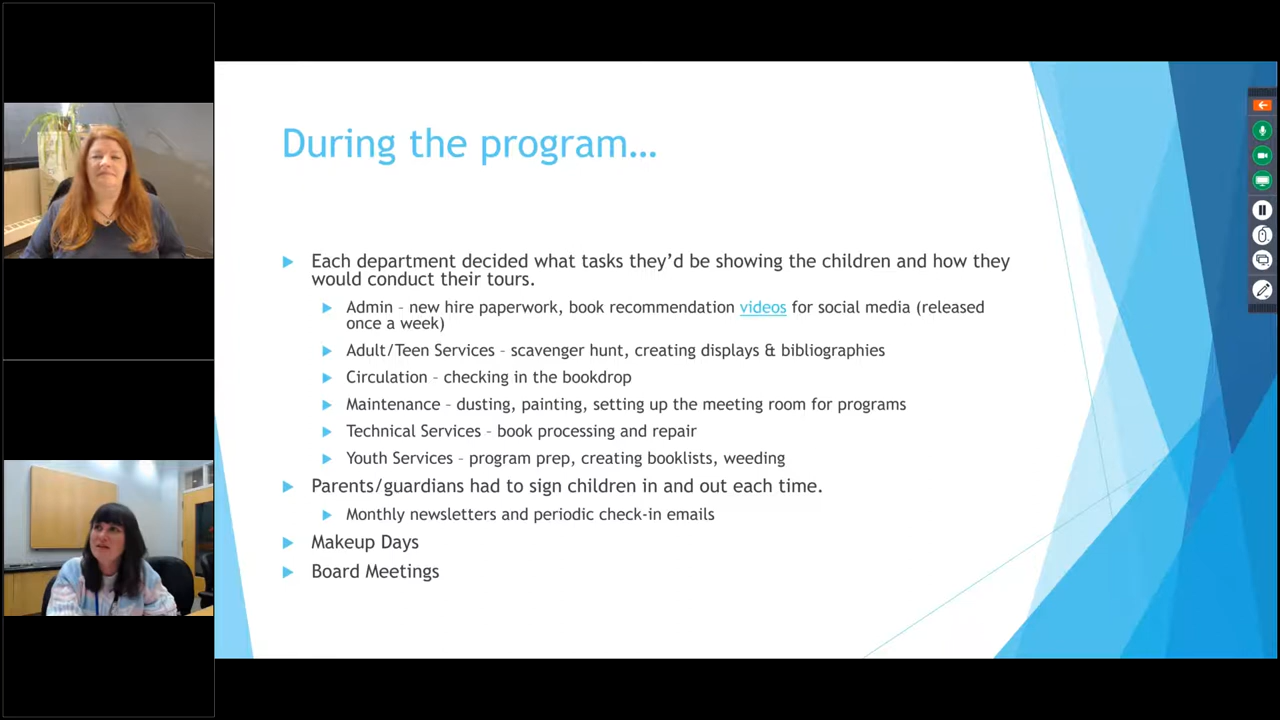 During the program…
Each department decided what tasks they’d be showing the children and how they
would conduct their tours.
Admin – new hire paperwork, book recommendation videos for social media (released
once a week)
Adult/Teen Services – scavenger hunt, creating displays & bibliographies
Circulation – checking in the bookdrop
Maintenance – dusting, painting, setting up the meeting room for programs
Technical Services – book processing and repair
Youth Services – program prep, creating booklists, weeding
Parents/guardians had to sign children in and out each time.
Monthly newsletters and periodic check-in emails
Makeup Days
Board Meetings